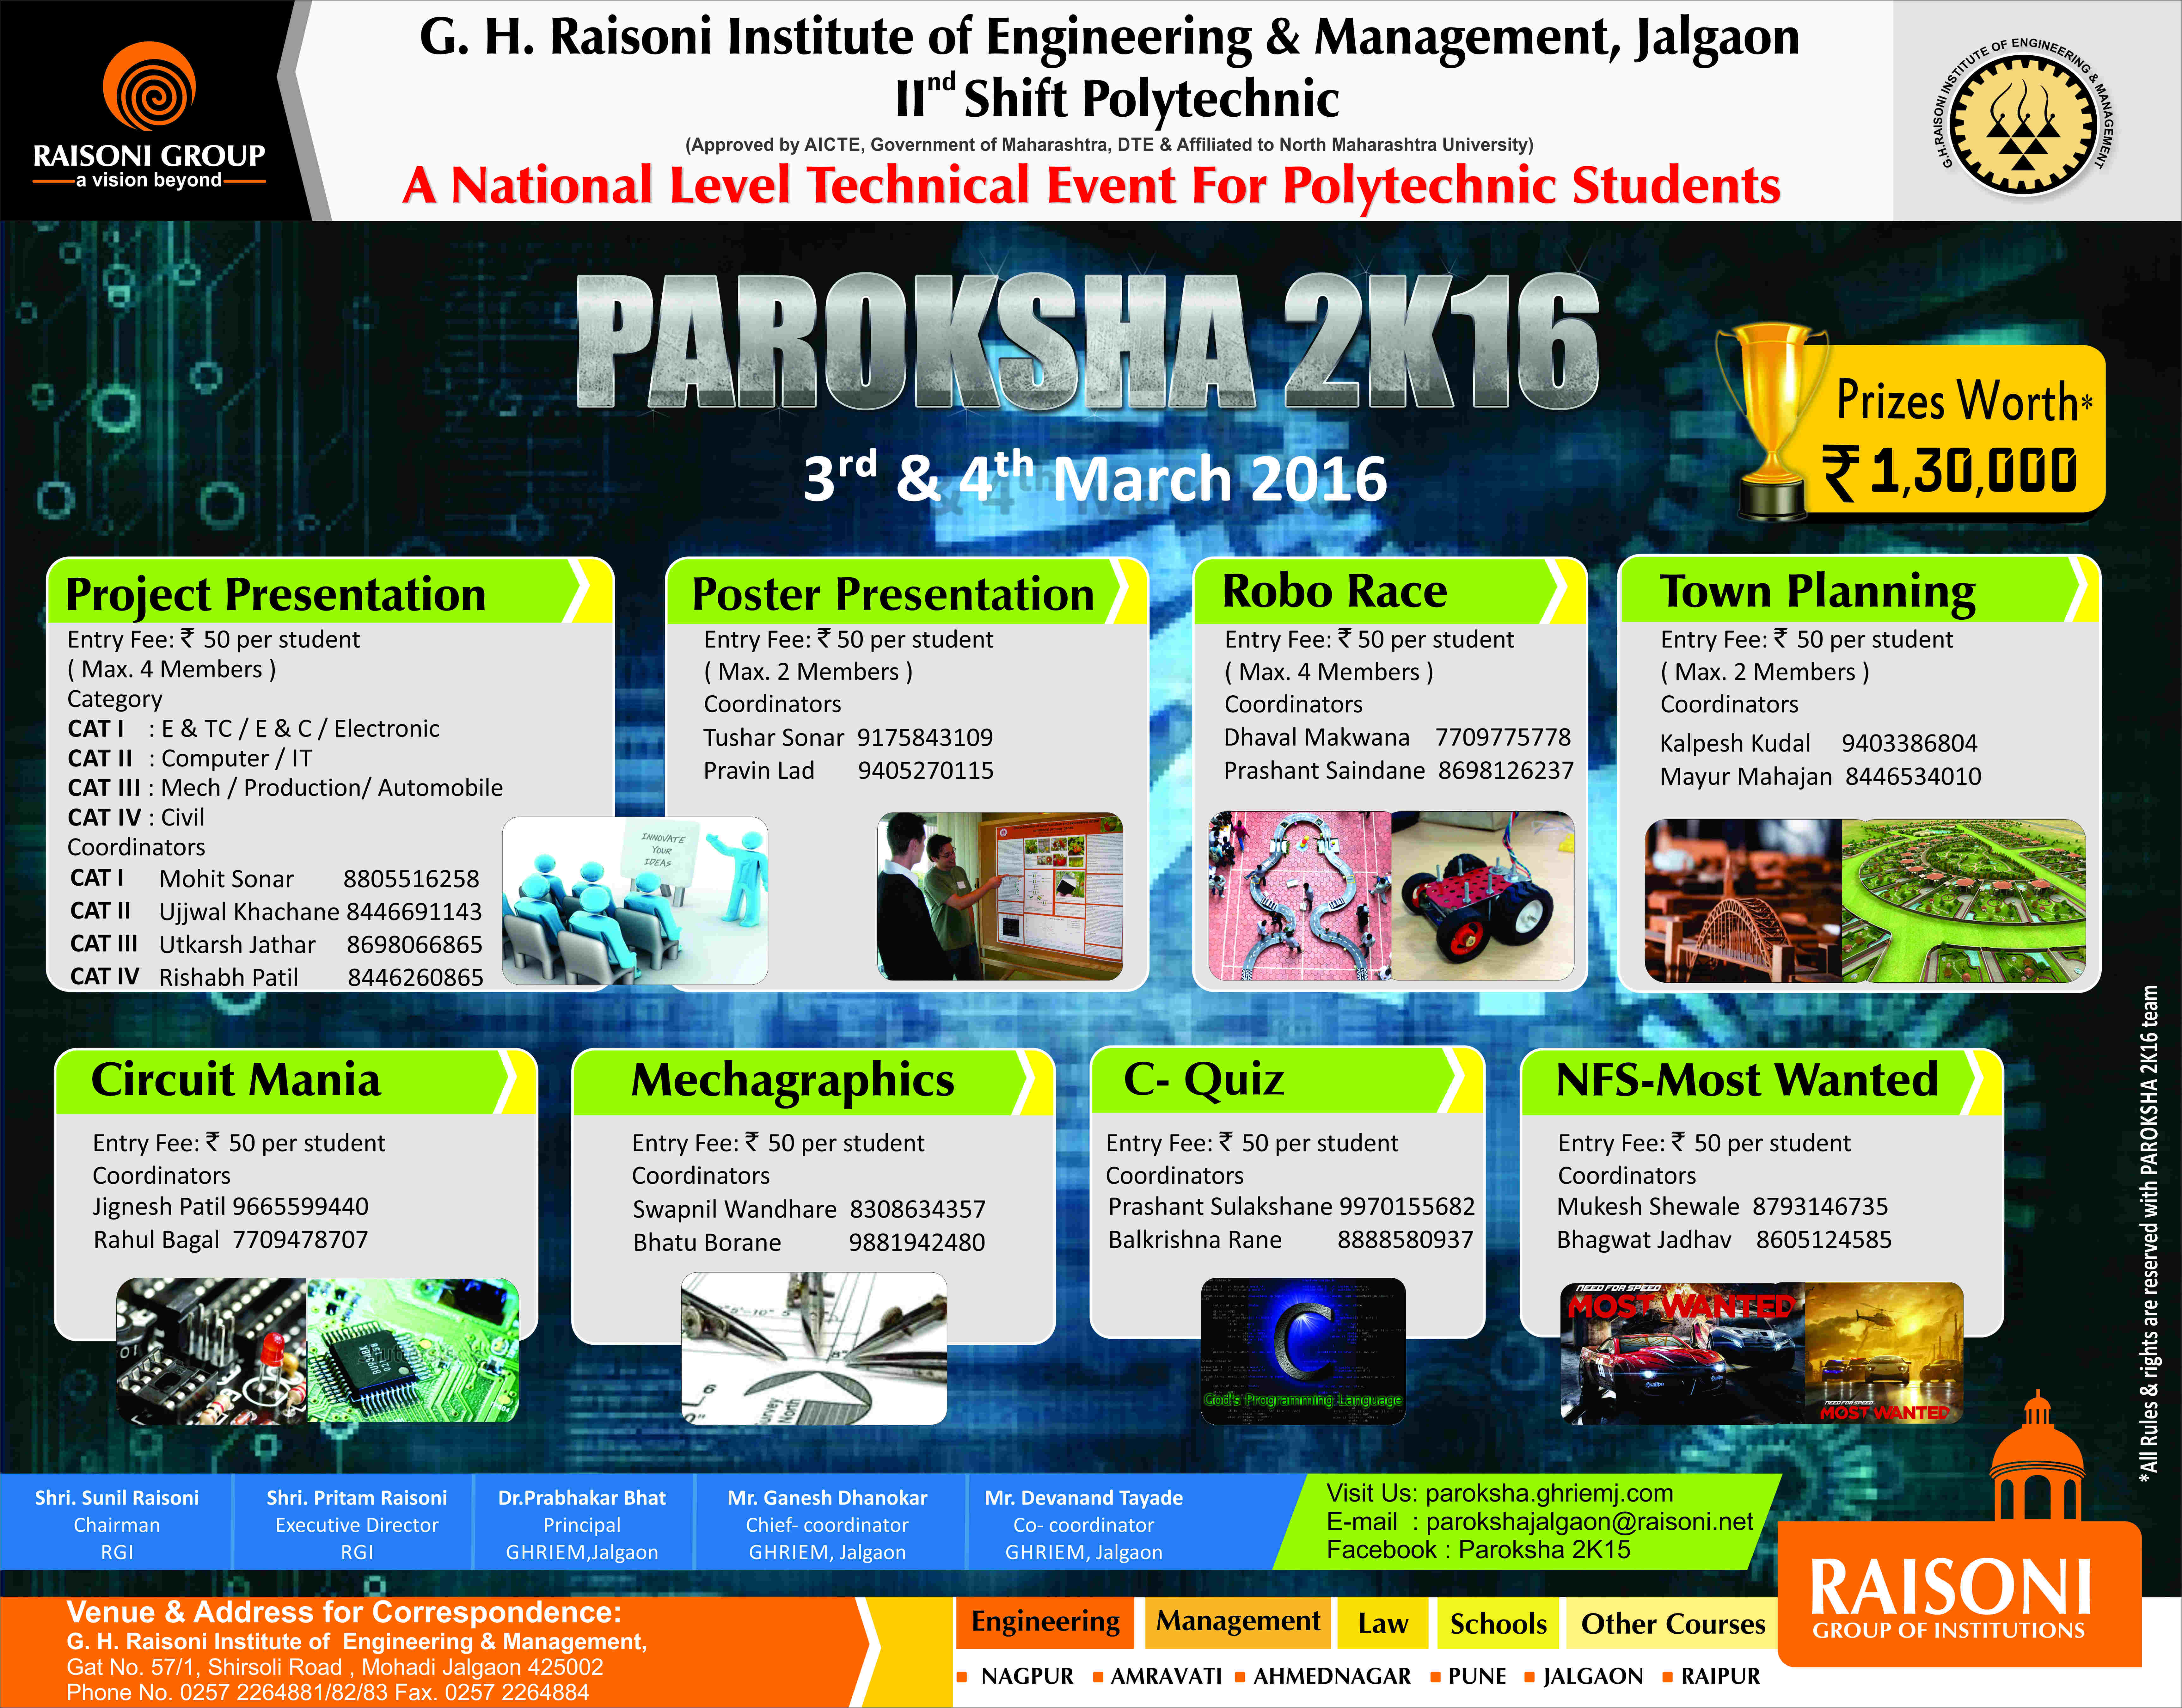 RAISONI GROUP
a vision beyond
G. H. Raisoni Institute of Engineering & Management, Jalgaon
IInd Shift Polytechnic
(Approved by AICTE, Government of Maharashtra, DTE & Affiliated to North Maharashtra University)
A National Level Technical Event For Polytechnic Students
G.H.RAISONI INSTITUTE OF ENGINEERING & MANAGEMENT
PAROKSHA 2K16
3rd & 4th March 2016
Prizes Worth*
₹ 1,30,000
Project Presentation
Entry Fee: ₹ 50 per student
( Max. 4 Members )
Category
CAT I : E & TC / E & C / Electronic
CAT II : Computer / IT
CAT III : Mech / Production/ Automobile
CAT IV : Civil
Coordinators
CAT I Mohit Sonar 8805516258
CAT II Ujjwal Khachane 8446691143
CAT III Utkarsh Jathar 8698066865
CAT IV Rishabh Patil 8446260865
INNOVATE
YOUR
IDEAS
Poster Presentation
Entry Fee: ₹ 50 per student
( Max. 2 Members )
Coordinators
Tushar Sonar 9175843109
Pravin Lad 9405270115
Robo Race
Entry Fee: ₹ 50 per student
( Max. 4 Members )
Coordinators
Dhaval Makwana 7709775778
Prashant Saindane 8698126237
Town Planning
Entry Fee: ₹ 50 per student
( Max. 2 Members )
Coordinators
Kalpesh Kudal 9403386804
Mayur Mahajan 8446534010
Circuit Mania
Entry Fee: ₹ 50 per student
Coordinators
Jignesh Patil 9665599440
Rahul Bagal 7709478707
Mechagraphics
Entry Fee: ₹ 50 per student
Coordinators
Swapnil Wandhare 8308634357
Bhatu Borane 9881942480
Survey
North
C- Quiz
Entry Fee: ₹ 50 per student
Coordinators
Prashant Sulakshane 9970155682
Balkrishna Rane 8888580937
C
God's Programming Language
NFS-Most Wanted
Entry Fee: ₹ 50 per student
Coordinators
Mukesh Shewale 8793146735
Bhagwat Jadhav 8605124585
NEED FOR SPEED
MOST WANTED
NEED FOR SPEED
MOST WANTED
*All Rules & rights are reserved with PAROKSHA 2K16 team
Shri. Sunil Raisoni
Chairman
RGI
Shri. Pritam Raisoni
Executive Director
RGI
Dr.Prabhakar Bhat
Principal
GHRIEM,Jalgaon
Mr. Ganesh Dhanokar
Chief- coordinator
GHRIEM, Jalgaon
Mr. Devanand Tayade
Co- coordinator
GHRIEM, Jalgaon
Visit Us: paroksha.ghriemj.com
E-mail : parokshajalgaon@raisoni.net
Facebook : Paroksha 2K15
Venue & Address for Correspondence:
G. H. Raisoni Institute of Engineering & Management,
Gat No. 57/1, Shirsoli Road , Mohadi Jalgaon 425002
Phone No. 0257 2264881/82/83 Fax. 0257 2264884
Engineering Management Law Schools Other Courses
NAGPUR AMRAVATI AHMEDNAGAR PUNE JALGAON RAIPUR
RAISONI
GROUP OF INSTITUTIONS